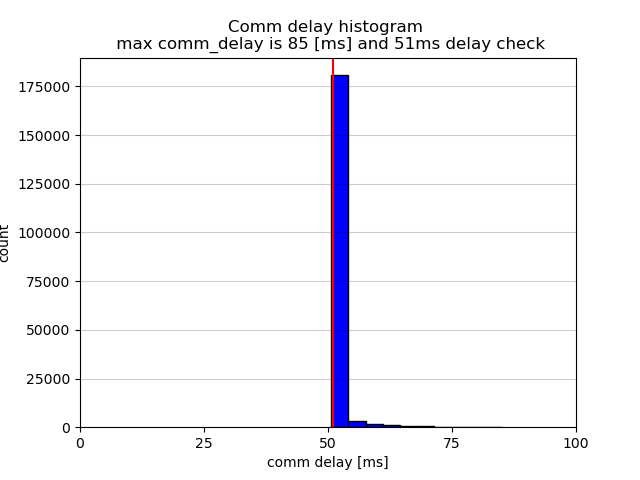 Comm delay histogram
max comm_delay is 85 [ms] and 51ms delay check
175000
150000
125000
100000
75000
50000
25000
0
count
0 25 50 75 100
comm delay [ms]